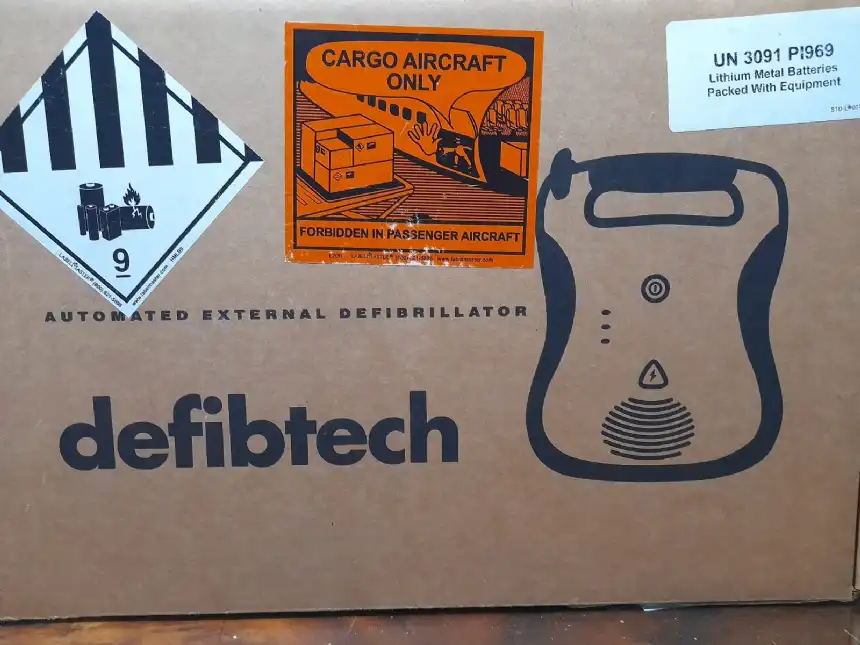 CARGO AIRCRAFT
ONLY
FORBIDDEN IN PASSENGER AIRCRAFT
UN 3091 PI969
Lithium Metal Batteries
Packed With Equipment
9
AUTOMATED EXTERNAL DEFIBRILLATOR
defibtech